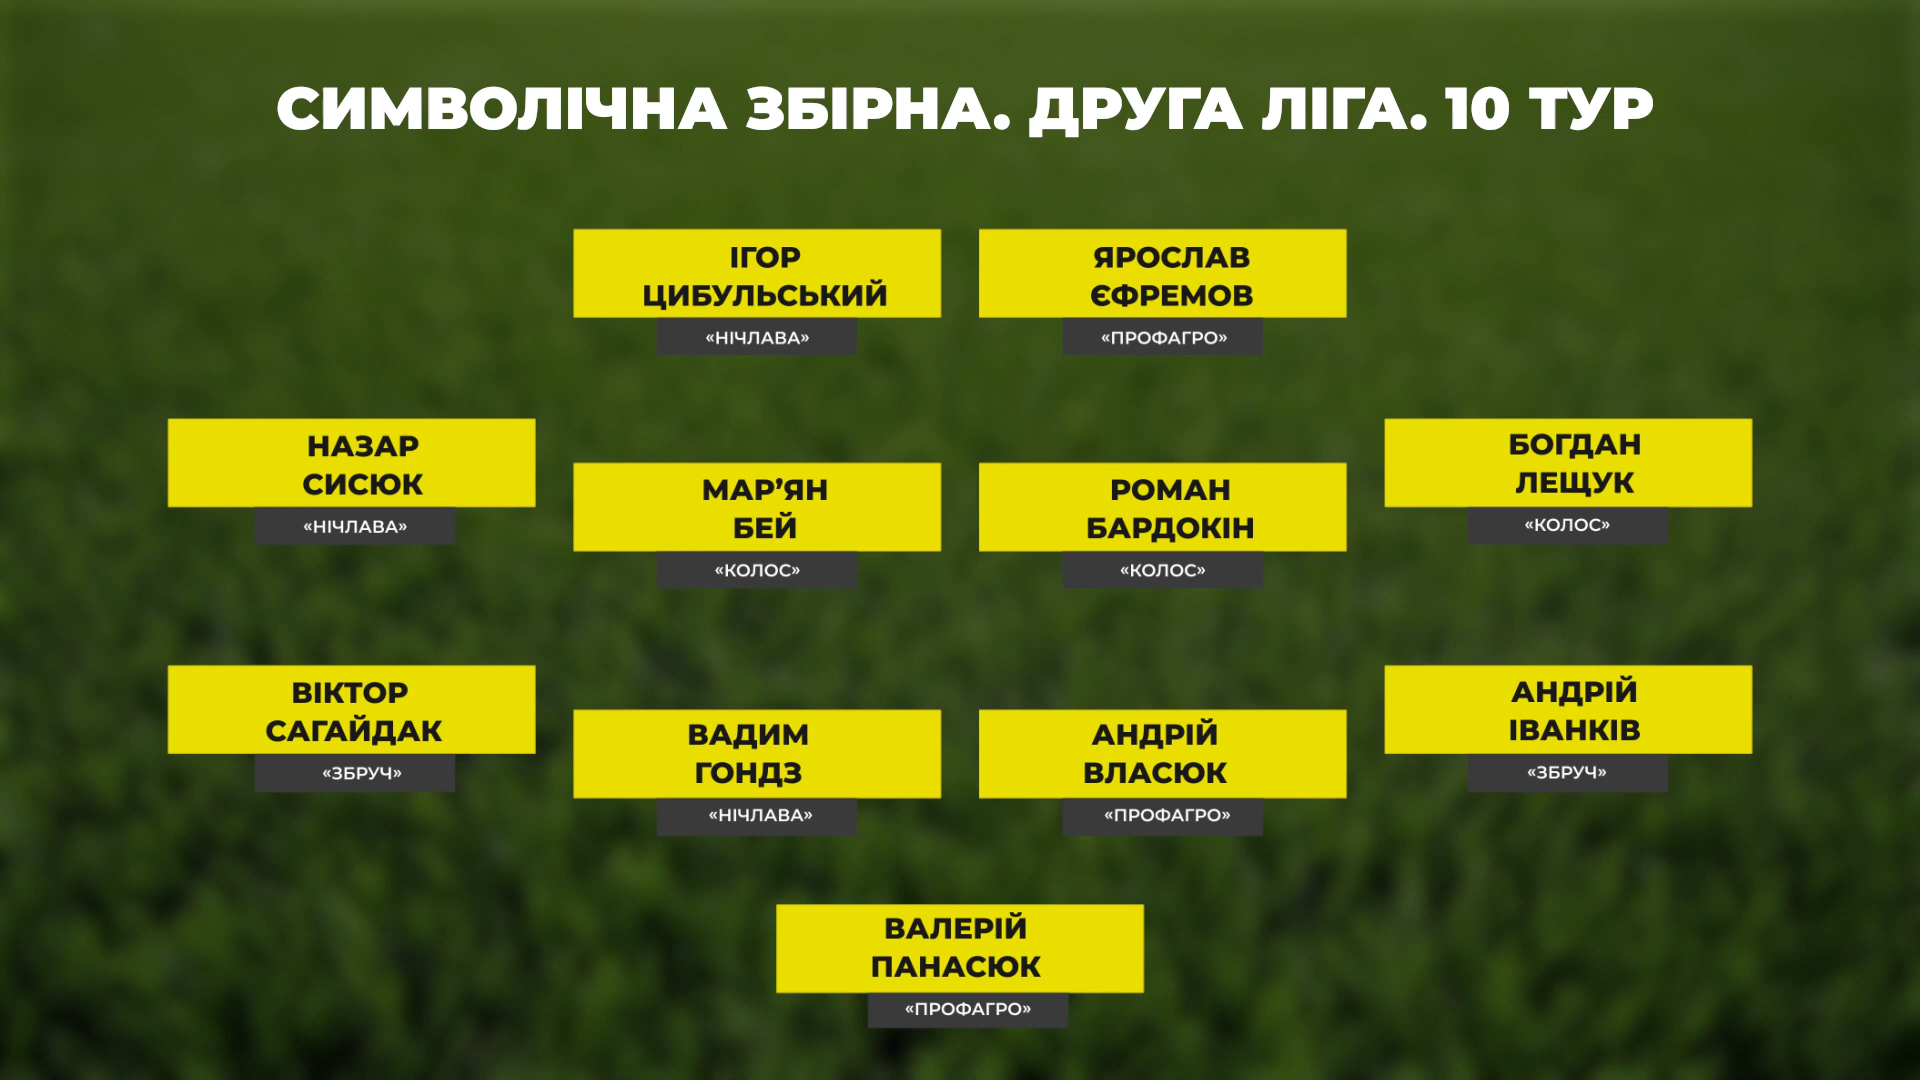 СИМВОЛІЧНА ЗБІРНА. ДРУГА ЛІГА. 10 ТУР
ІГОР
ЦИБУЛЬСЬКИЙ
«НІЧЛАВА»
ЯРОСЛАВ
ЄФРЕМОВ
«ПРОФАГРО»
НАЗАР
СИСЮК
«НІЧЛАВА»
МАР’ЯН
БЕЙ
«КОЛОС»
РОМАН
БАРДОКІН
«КОЛОС»
БОГДАН
ЛЕЩУК
«КОЛОС»
ВІКТОР
САГАЙДАК
«ЗБРУЧ»
ВАДИМ
ГОНДЗ
«НІЧЛАВА»
АНДРІЙ
ВЛАСЮК
«ПРОФАГРО»
АНДРІЙ
ІВАНКІВ
«ЗБРУЧ»
ВАЛЕРІЙ
ПАНАСЮК
«ПРОФАГРО»